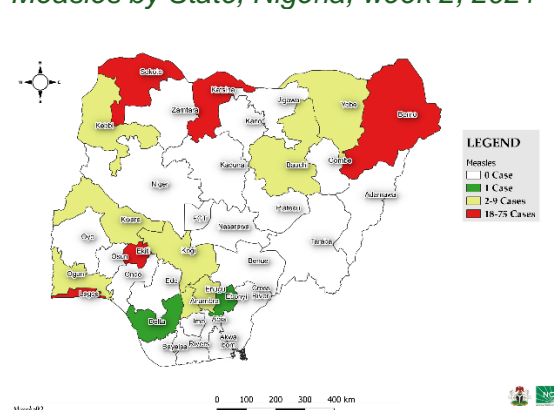 Measles by State, Nigeria, week 2, 2021
Sokoto
Katsina
Jigawa
Yobe
Borno
Zamfara
Kano
Kebbi
Kaduna
Bauchi
Gombe
Adamawa
Niger
Plateau
Kwara
Nasarawa
Taraba
Oyo
Ekiti
Kogi
Osun
Benue
Ogun
Ondo
Edo
Lagos
Enugu
Ebonyi
Cross
River
Anambra
Delta
Imo
Abia
Bayelsa
Rivers
Akwa
LEGEND
Measles
0 Case
1 Case
2-9 Cases
18-75 Cases
0 100 200 300 400 km